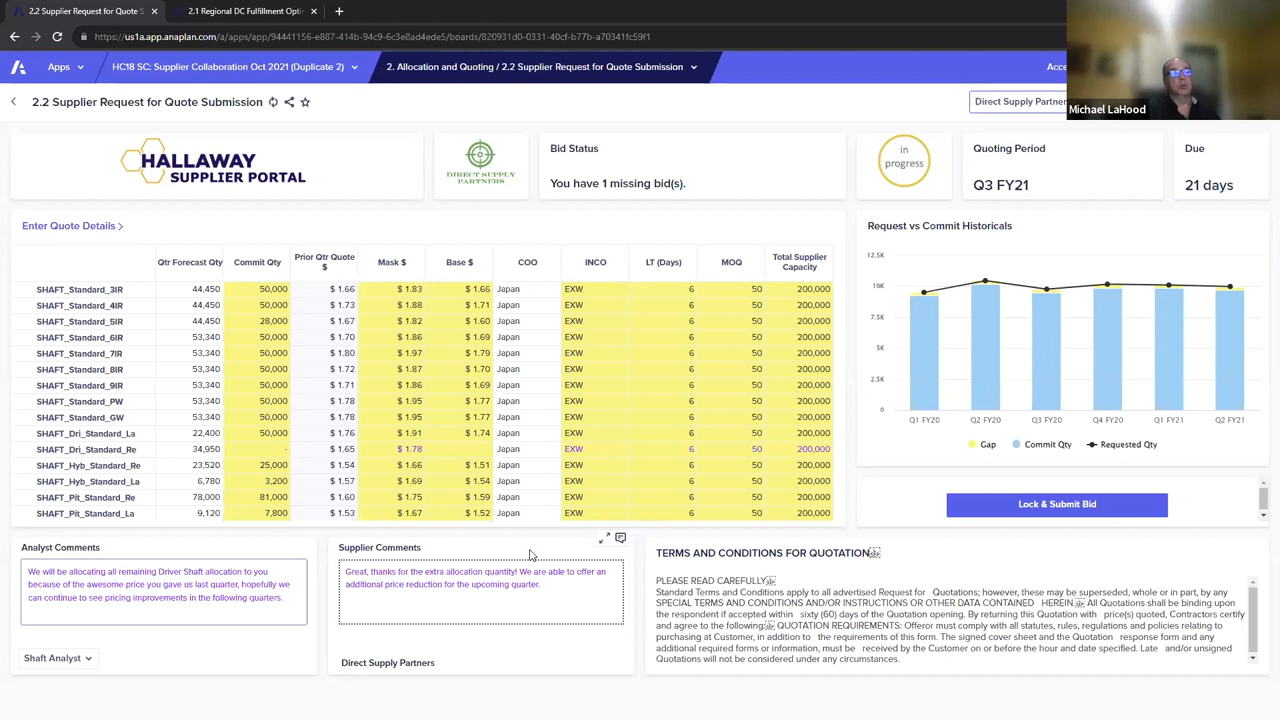 2.2 Supplier Request for Quote S
2.1 Regional DC Fulfillment Opti
https://us1a.app.anaplan.com/a/apps/app/94441156-e887-414b-94c9-6c3e8ad4ede5/boards/820931d0-0331-40cf-b77b-a70341fc59f1
Apps
HC18 SC: Supplier Collaboration Oct 2021 (Duplicate 2)
2. Allocation and Quoting / 2.2 Supplier Request for Quote Submission
Acce
2.2 Supplier Request for Quote Submission
Direct Supply Partner
Michael LaHood
HALLAWAY
SUPPLIER PORTAL
DIRECT SUPPLY
PARTNERS
Bid Status
You have 1 missing bid(s).
in
progress
Quoting Period
Q3 FY21
Due
21 days
Enter Quote Details
Qtr Forecast Qty Commit Qty Prior Qtr Quote $ Mask $ Base $ COO INCO LT (Days) MOQ Total Supplier Capacity
SHAFT_Standard_3IR 44,450 50,000 $ 1.66 $ 1.83 $ 1.66 Japan EXW 6 50 200,000
SHAFT_Standard_4IR 44,450 50,000 $ 1.73 $ 1.88 $ 1.71 Japan EXW 6 50 200,000
SHAFT_Standard_5IR 44,450 28,000 $ 1.67 $ 1.82 $ 1.60 Japan EXW 6 50 200,000
SHAFT_Standard_6IR 53,340 50,000 $ 1.70 $ 1.86 $ 1.69 Japan EXW 6 50 200,000
SHAFT_Standard_7IR 53,340 50,000 $ 1.80 $ 1.97 $ 1.79 Japan EXW 6 50 200,000
SHAFT_Standard_8IR 53,340 50,000 $ 1.72 $ 1.87 $ 1.70 Japan EXW 6 50 200,000
SHAFT_Standard_9IR 53,340 50,000 $ 1.71 $ 1.86 $ 1.69 Japan EXW 6 50 200,000
SHAFT_Standard_PW 53,340 50,000 $ 1.78 $ 1.95 $ 1.77 Japan EXW 6 50 200,000
SHAFT_Standard_GW 53,340 50,000 $ 1.78 $ 1.95 $ 1.77 Japan EXW 6 50 200,000
SHAFT_Dri_Standard_La 22,400 50,000 $ 1.76 $ 1.91 $ 1.74 Japan EXW 6 50 200,000
SHAFT_Dri_Standard_Re 34,950 - $ 1.65 $ 1.78 Japan EXW 6 50 200,000
SHAFT_Hyb_Standard_Re 23,520 25,000 $ 1.54 $ 1.66 $ 1.51 Japan EXW 6 50 200,000
SHAFT_Hyb_Standard_La 6,780 3,200 $ 1.57 $ 1.69 $ 1.54 Japan EXW 6 50 200,000
SHAFT_Pit_Standard_Re 78,000 81,000 $ 1.60 $ 1.75 $ 1.59 Japan EXW 6 50 200,000
SHAFT_Pit_Standard_La 9,120 7,800 $ 1.53 $ 1.67 $ 1.52 Japan EXW 6 50 200,000
Request vs Commit Historicals
12.5K
10K
7.5K
5K
2.5K
0
Q1 FY20 Q2 FY20 Q3 FY20 Q4 FY20 Q1 FY21 Q2 FY21
Gap Commit Qty Requested Qty
Lock & Submit Bid
Analyst Comments
We will be allocating all remaining Driver Shaft allocation to you
because of the awesome price you gave us last quarter, hopefully we
can continue to see pricing improvements in the following quarters.
Shaft Analyst
Supplier Comments
Great, thanks for the extra allocation quantity! We are able to offer an
additional price reduction for the upcoming quarter.
Direct Supply Partners
TERMS AND CONDITIONS FOR QUOTATION
PLEASE READ CAREFULLY
Standard Terms and Conditions apply to all advertised Request for Quotations; however, these may be superseded, whole or in part, by any
SPECIAL TERMS AND CONDITIONS AND/OR INSTRUCTIONS OR OTHER DATA CONTAINED HEREIN. All Quotations shall be binding upon
the respondent if accepted within sixty (60) days of the Quotation opening. By returning this Quotation with price(s) quoted, Contractors certify
and agree to the following: QUOTATION REQUIREMENTS: Offeror must comply with all statutes, rules, regulations and policies relating to
purchasing at Customer, in addition to the requirements of this form. The signed cover sheet and the Quotation response form and any
additional required forms or information, must be received by the Customer on or before the hour and date specified. Late and/or unsigned
Quotations will not be considered under any circumstances.